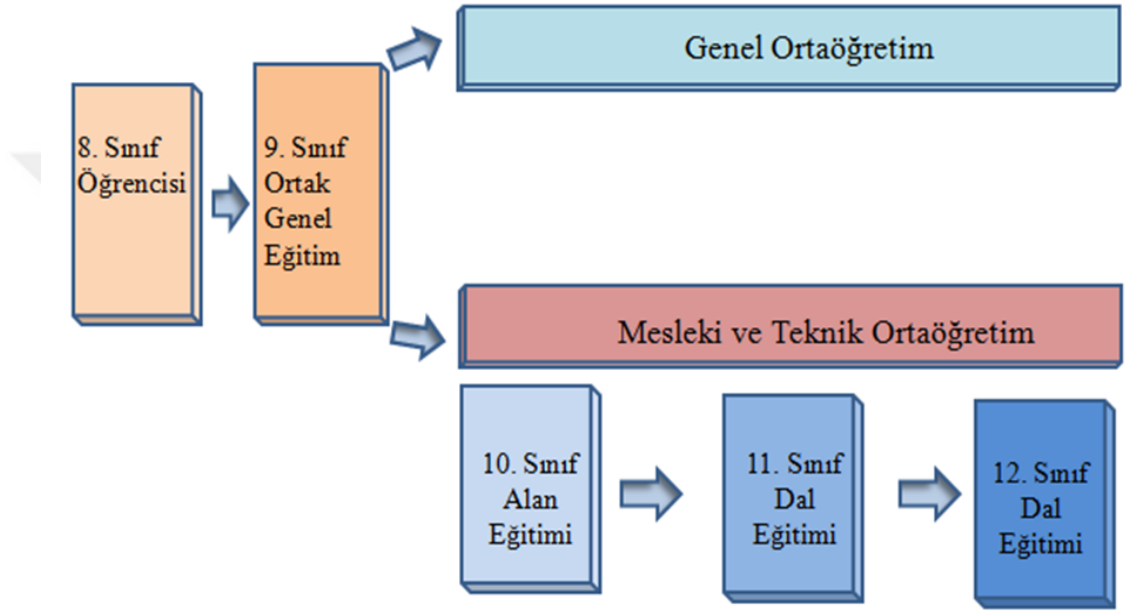 8. Sınıf
Öğrencisi
9. Sınıf
Ortak
Genel
Eğitim
Genel Ortaöğretim
Mesleki ve Teknik Ortaöğretim
10. Sınıf
Alan
Eğitimi
11. Sınıf
Dal
Eğitimi
12. Sınıf
Dal
Eğitimi